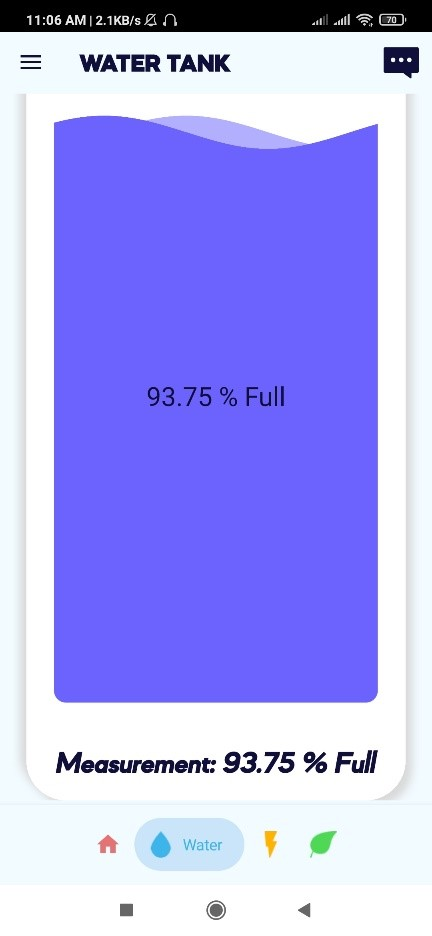 11:06 AM | 2.1KB/s
70
WATER TANK
93.75 % Full
Measurement: 93.75 % Full
Water